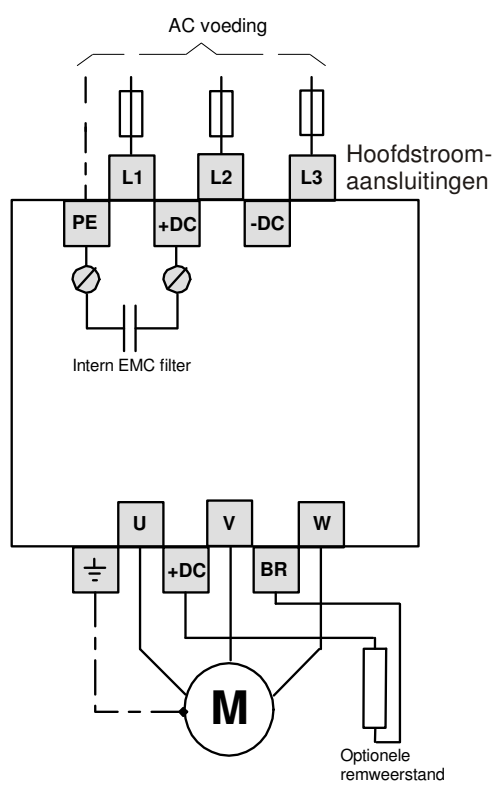 AC voeding
Hoofdstroom-
aansluitingen
L1 L2 L3
PE +DC -DC
Intern EMC filter
U V W
+DC BR
M
Optionele
remweerstand